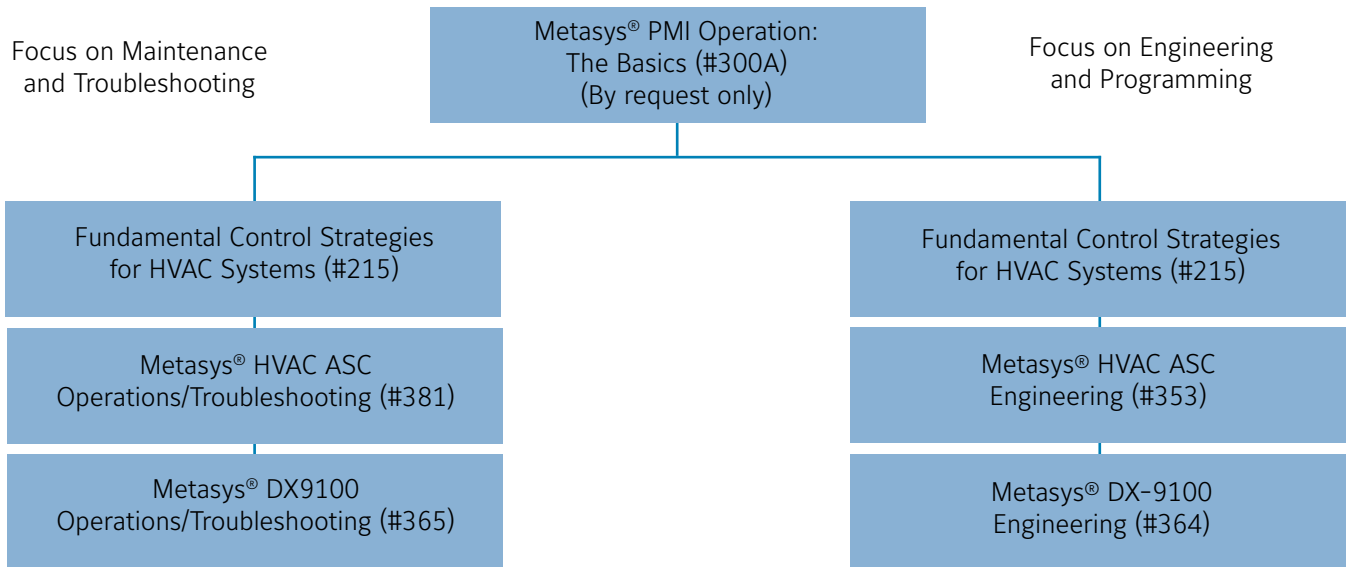 Focus on Maintenance
and Troubleshooting
Metasys® PMI Operation:
The Basics (#300A)
(By request only)
Focus on Engineering
and Programming
Fundamental Control Strategies
for HVAC Systems (#215)
Metasys® HVAC ASC
Operations/Troubleshooting (#381)
Metasys® DX9100
Operations/Troubleshooting (#365)
Fundamental Control Strategies
for HVAC Systems (#215)
Metasys® HVAC ASC
Engineering (#353)
Metasys® DX-9100
Engineering (#364)